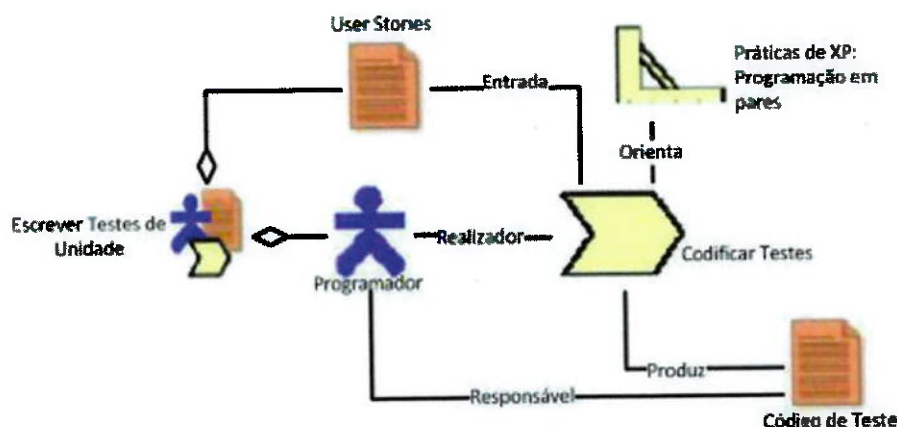 User Stones
Práticas de XP:
Programação em
pares
Entrada
Orienta
Escrever Testes de
Unidade
Realizador
Codificar Testes
Programador
Produz
Responsável
Código de Teste